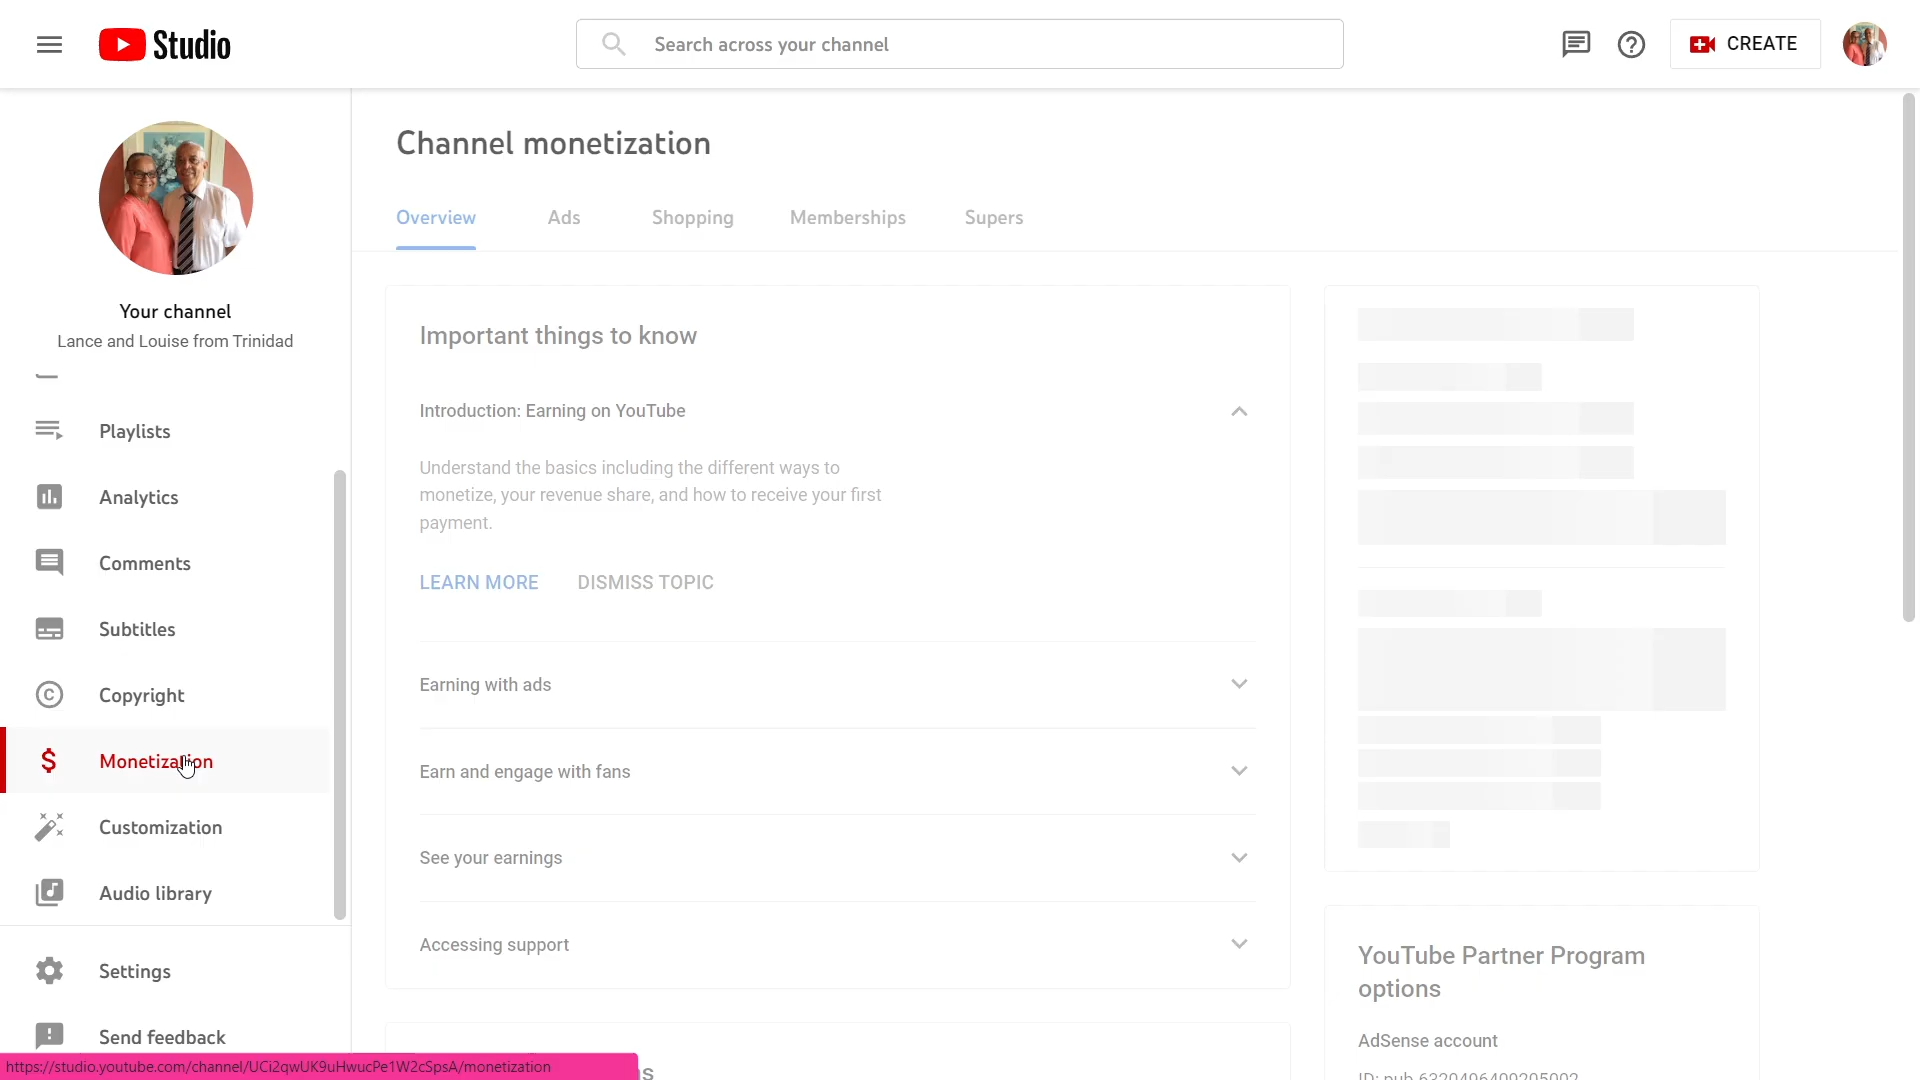 Studio
Search across your channel
CREATE
Your channel
Lance and Louise from Trinidad
Playlists
Analytics
Comments
Subtitles
Copyright
Monetization
Customization
Audio library
Settings
Send feedback
https://studio.youtube.com/channel/UCi2qwUK9uHwucPe1W2cSpsA/monetization
Channel monetization
Overview Ads Shopping Memberships Supers
Important things to know
Introduction: Earning on YouTube
Understand the basics including the different ways to
monetize, your revenue share, and how to receive your first
payment.
LEARN MORE DISMISS TOPIC
Earning with ads
Earn and engage with fans
See your earnings
Accessing support
YouTube Partner Program
options
AdSense account